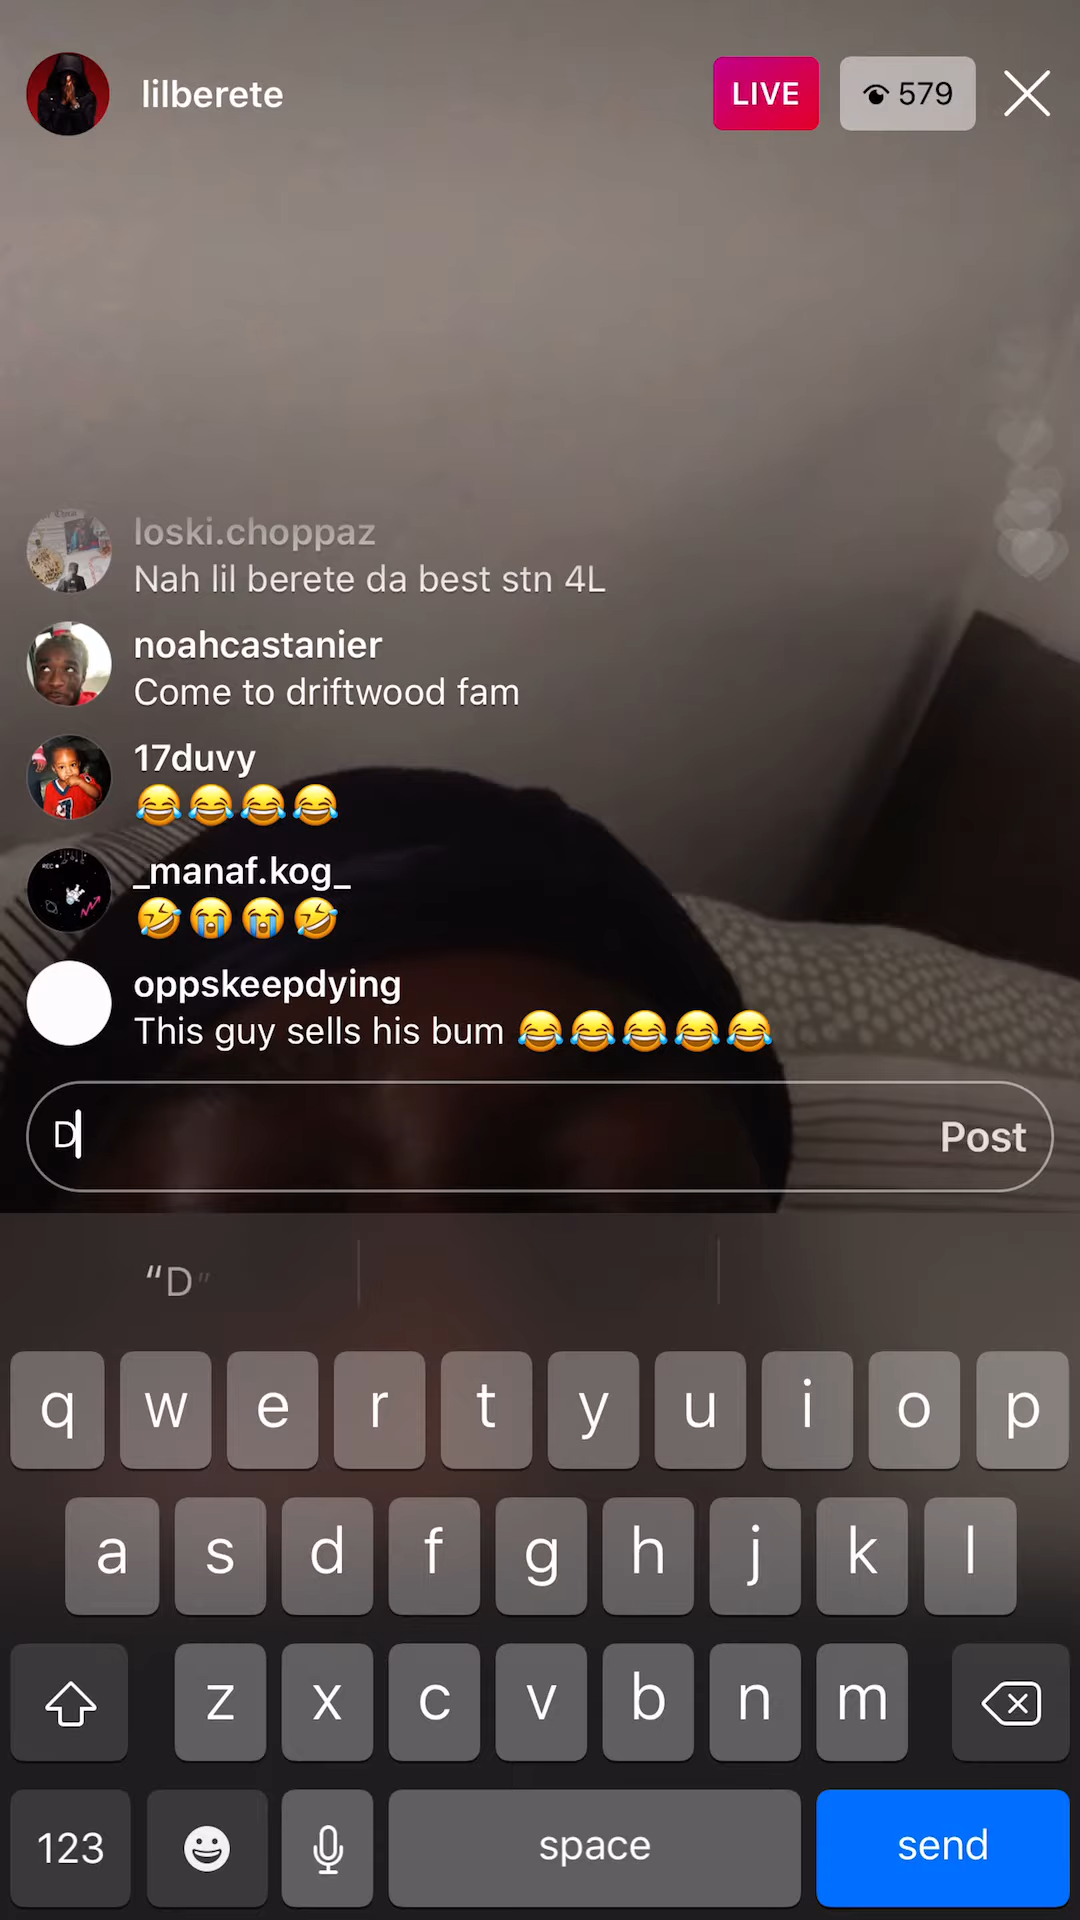 lilberete
LIVE
579
loski.choppaz
Nah lil berete da best stn 4L
noahcastanier
Come to driftwood fam
17duvy
😂😂😂😂
_manaf.kog_
🤣😭😭🤣
oppskeepdying
This guy sells his bum 😂😂😂😂😂
D
Post
“D”
q w e r t y u i o p
a s d f g h j k l
z x c v b n m
123
space
send